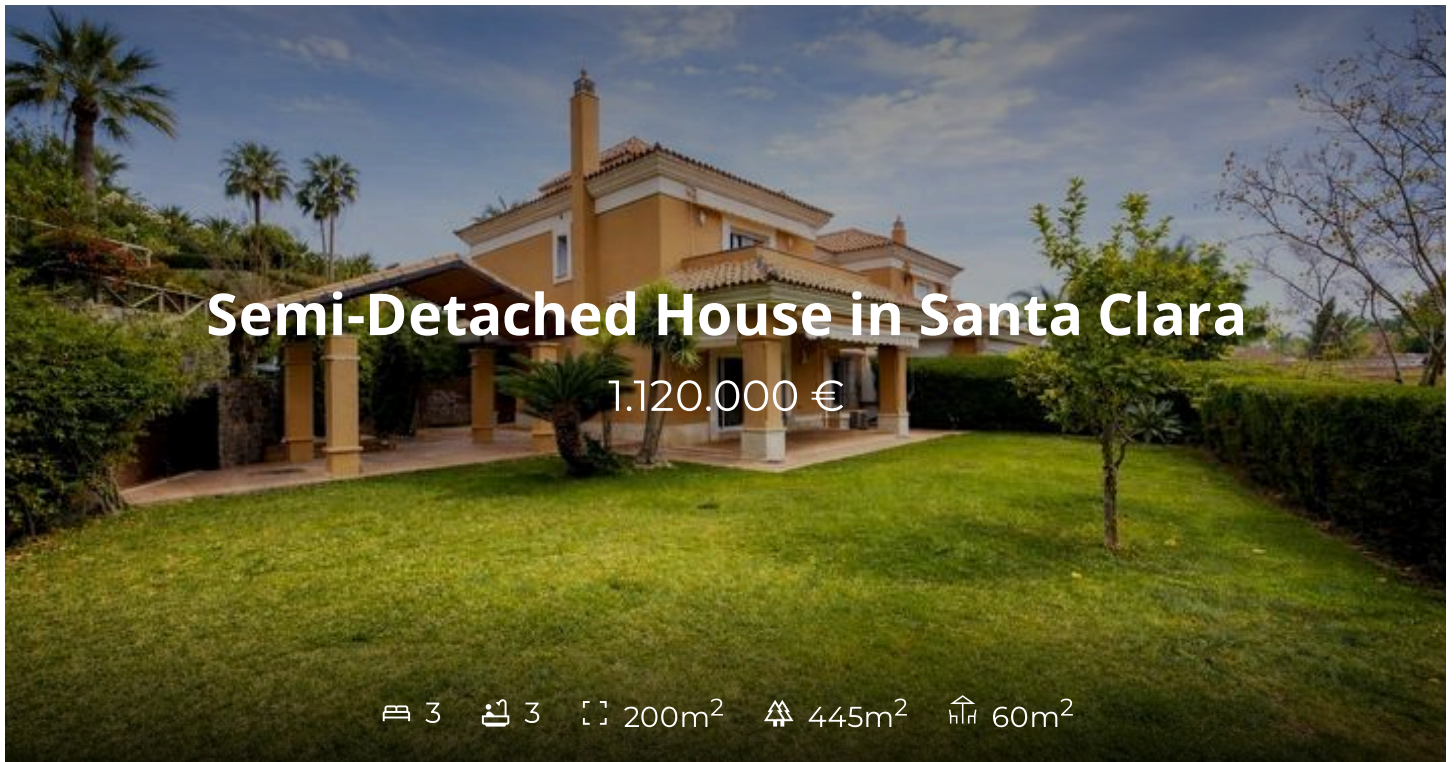 Semi-Detached House in Santa Clara
1.120.000 €
3 3 200m² 445m² 60m²